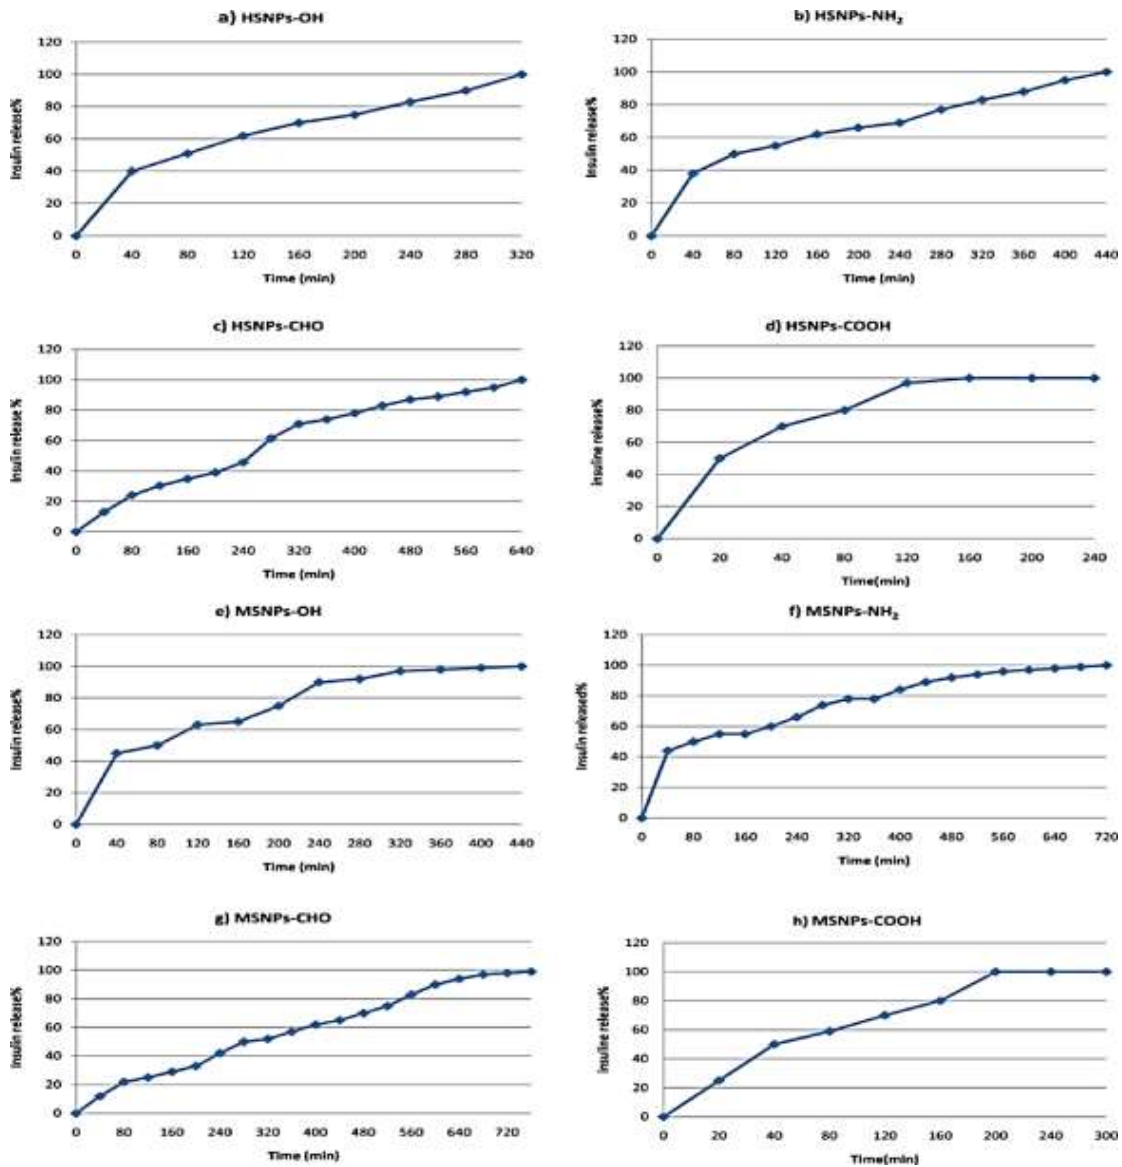 a) HSNPs-OH
120
100
80
60
40
20
0
Insulin release%
0 40 80 120 160 200 240 280 320
Time (min)
b) HSNPs-NH₂
120
100
80
60
40
20
0
Insulin release%
0 40 80 120 160 200 240 280 320 360 400 440
Time (min)
c) HSNPs-CHO
120
100
80
60
40
20
0
Insulin release %
0 80 160 240 320 400 480 560 640
Time (min)
d) HSNPs-COOH
120
100
80
60
40
20
0
insuline release%
0 20 40 80 120 160 200 240
Time(min)
e) MSNPs-OH
120
100
80
60
40
20
0
Insulin release%
0 40 80 120 160 200 240 280 320 360 400 440
Time (min)
f) MSNPs-NH₂
120
100
80
60
40
20
0
Insulin released%
0 80 160 240 320 400 480 560 640 720
Time (min)
g) MSNPs-CHO
120
100
80
60
40
20
0
Insulin release%
0 80 160 240 320 400 480 560 640 720
Time (min)
h) MSNPs-COOH
120
100
80
60
40
20
0
insuline release%
0 20 40 80 120 160 200 240 300
Time(min)